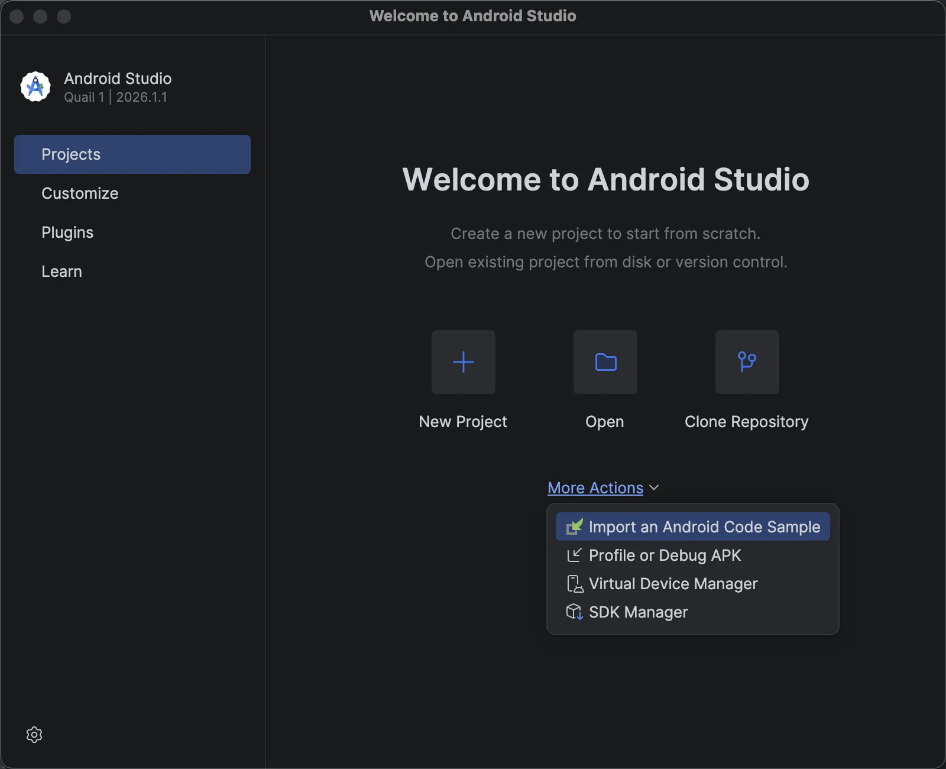 Welcome to Android Studio
Android Studio
Quail 1 | 2026.1.1
Projects
Customize
Plugins
Learn
Welcome to Android Studio
Create a new project to start from scratch.
Open existing project from disk or version control.
New Project
Open
Clone Repository
More Actions
Import an Android Code Sample
Profile or Debug APK
Virtual Device Manager
SDK Manager